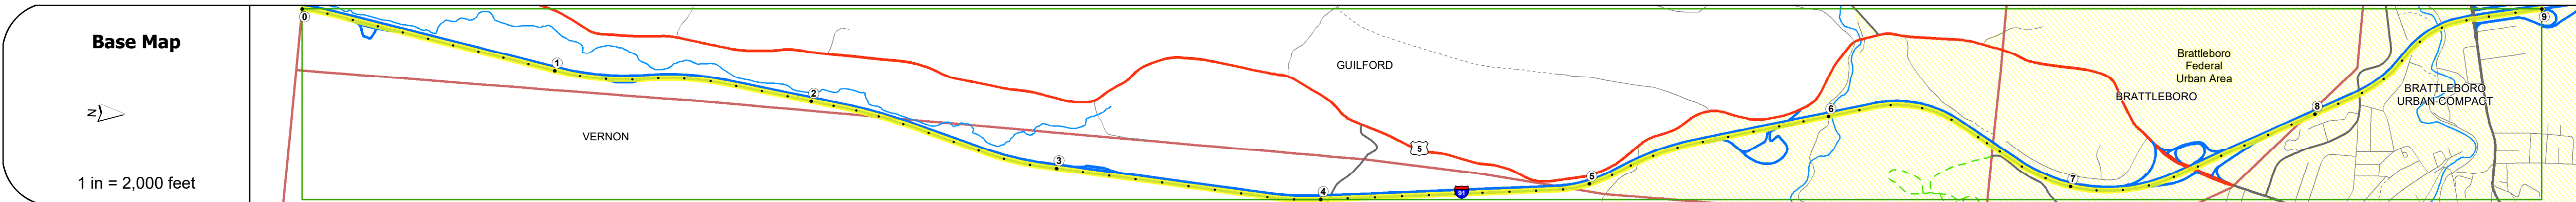 Base Map
N
1 in = 2,000 feet
0
1
2
3
4
5
6
7
8
9
VERNON
GUILFORD
5
91
BRATTLEBORO
Brattleboro
Federal
Urban Area
BRATTLEBORO
URBAN COMPACT